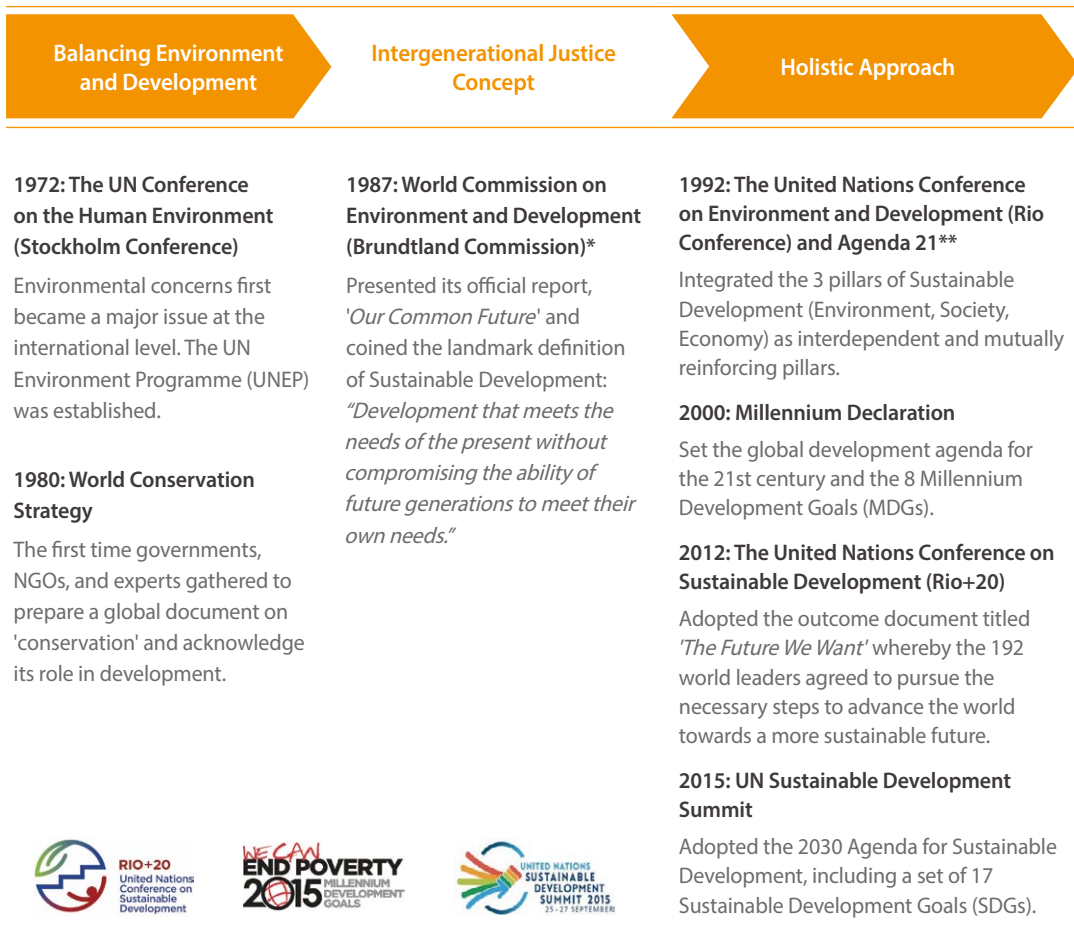 Balancing Environment
and Development
Intergenerational Justice
Concept
Holistic Approach
1972: The UN Conference
on the Human Environment
(Stockholm Conference)
Environmental concerns first
became a major issue at the
international level. The UN
Environment Programme (UNEP)
was established.
1980: World Conservation
Strategy
The first time governments,
NGOs, and experts gathered to
prepare a global document on
'conservation' and acknowledge
its role in development.
1987: World Commission on
Environment and Development
(Brundtland Commission)*
Presented its official report,
'Our Common Future' and
coined the landmark definition
of Sustainable Development:
“Development that meets the
needs of the present without
compromising the ability of
future generations to meet their
own needs.”
1992: The United Nations Conference
on Environment and Development (Rio
Conference) and Agenda 21**
Integrated the 3 pillars of Sustainable
Development (Environment, Society,
Economy) as interdependent and mutually
reinforcing pillars.
2000: Millennium Declaration
Set the global development agenda for
the 21st century and the 8 Millennium
Development Goals (MDGs).
2012: The United Nations Conference on
Sustainable Development (Rio+20)
Adopted the outcome document titled
'The Future We Want' whereby the 192
world leaders agreed to pursue the
necessary steps to advance the world
towards a more sustainable future.
2015: UN Sustainable Development
Summit
Adopted the 2030 Agenda for Sustainable
Development, including a set of 17
Sustainable Development Goals (SDGs).
RIO+20
United Nations
Conference on
Sustainable
Development
WE CAN
END POVERTY
2015 MILLENNIUM
DEVELOPMENT
GOALS
UNITED NATIONS
SUSTAINABLE
DEVELOPMENT
SUMMIT 2015
25 - 27 SEPTEMBER